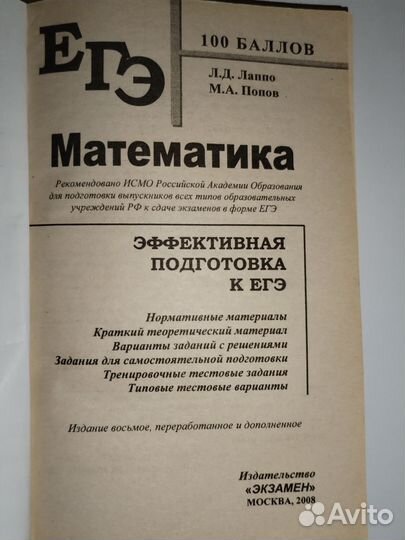 ЕГЭ
100 БАЛЛОВ
Л.Д. Лаппо
М.А. Попов
Математика
Рекомендовано ИСМО Российской Академии Образования
для подготовки выпускников всех типов образовательных
учреждений РФ к сдаче экзаменов в форме ЕГЭ
ЭФФЕКТИВНАЯ
ПОДГОТОВКА
К ЕГЭ
Нормативные материалы
Краткий теоретический материал
Варианты заданий с решениями
Задания для самостоятельной подготовки
Тренировочные тестовые задания
Типовые тестовые варианты
Издание восьмое, переработанное и дополненное
Издательство
«ЭКЗАМЕН»
МОСКВА, 2008
Avito